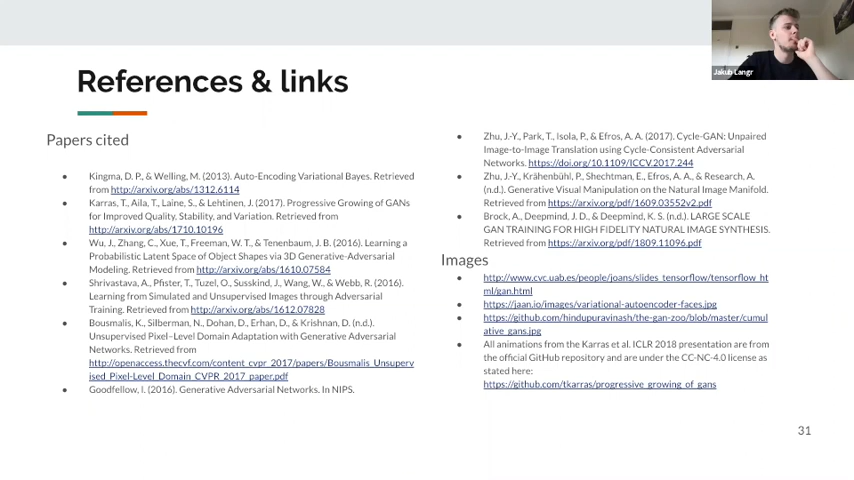 References & links
Jakub Langr
Papers cited
Kingma, D. P., & Welling, M. (2013). Auto-Encoding Variational Bayes. Retrieved
from http://arxiv.org/abs/1312.6114
Karras, T., Aila, T., Laine, S., & Lehtinen, J. (2017). Progressive Growing of GANs
for Improved Quality, Stability, and Variation. Retrieved from
http://arxiv.org/abs/1710.10196
Wu, J., Zhang, C., Xue, T., Freeman, W. T., & Tenenbaum, J. B. (2016). Learning a
Probabilistic Latent Space of Object Shapes via 3D Generative-Adversarial
Modeling. Retrieved from http://arxiv.org/abs/1610.07584
Shrivastava, A., Pfister, T., Tuzel, O., Susskind, J., Wang, W., & Webb, R. (2016).
Learning from Simulated and Unsupervised Images through Adversarial
Training. Retrieved from http://arxiv.org/abs/1612.07828
Bousmalis, K., Silberman, N., Dohan, D., Erhan, D., & Krishnan, D. (n.d.).
Unsupervised Pixel–Level Domain Adaptation with Generative Adversarial
Networks. Retrieved from
http://openaccess.thecvf.com/content_cvpr_2017/papers/Bousmalis_Unsuperv
ised_Pixel-Level_Domain_CVPR_2017_paper.pdf
Goodfellow, I. (2016). Generative Adversarial Networks. In NIPS.
Zhu, J.-Y., Park, T., Isola, P., & Efros, A. A. (2017). Cycle-GAN: Unpaired
Image-to-Image Translation using Cycle-Consistent Adversarial
Networks. https://doi.org/10.1109/ICCV.2017.244
Zhu, J.-Y., Krähenbühl, P., Shechtman, E., Efros, A. A., & Research, A.
(n.d.). Generative Visual Manipulation on the Natural Image Manifold.
Retrieved from https://arxiv.org/pdf/1609.03552v2.pdf
Brock, A., Deepmind, J. D., & Deepmind, K. S. (n.d.). LARGE SCALE
GAN TRAINING FOR HIGH FIDELITY NATURAL IMAGE SYNTHESIS.
Retrieved from https://arxiv.org/pdf/1809.11096.pdf
Images
http://www.cvc.uab.es/people/joans/slides_tensorflow/tensorflow_ht
ml/gan.html
https://jaan.io/images/variational-autoencoder-faces.jpg
https://github.com/hindupuravinash/the-gan-zoo/blob/master/cumul
ative_gans.jpg
All animations from the Karras et al. ICLR 2018 presentation are from
the official GitHub repository and are under the CC-NC-4.0 license as
stated here:
https://github.com/tkarras/progressive_growing_of_gans
31